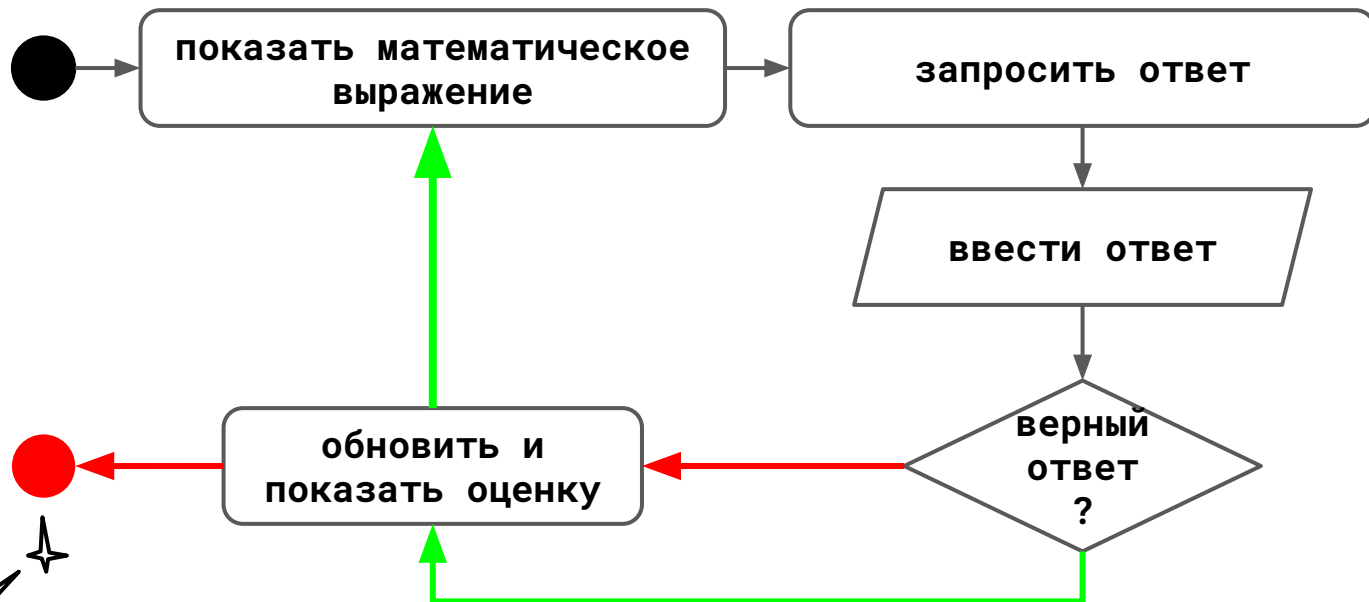 показать математическое
выражение
запросить ответ
ввести ответ
верный
ответ
?
обновить и
показать оценку